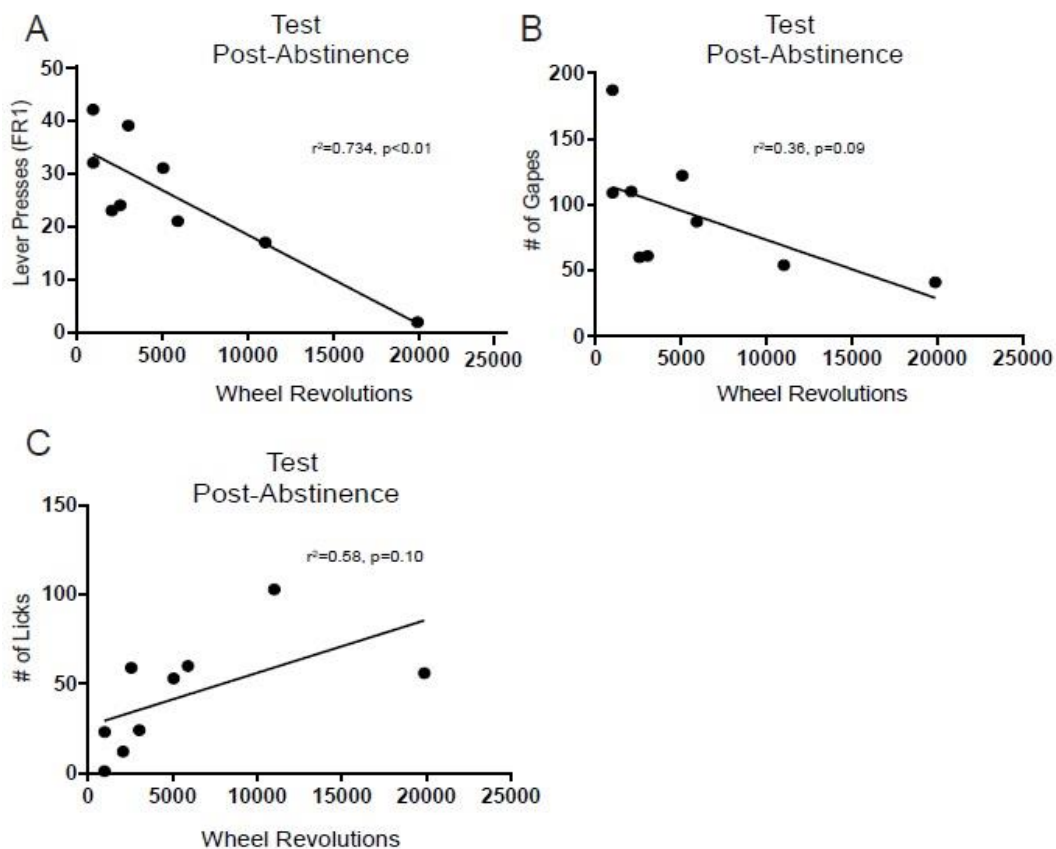 A
Test
Post-Abstinence
50
40
30
20
10
0
Lever Presses (FR1)
r²=0.734, p<0.01
0 5000 10000 15000 20000 25000
Wheel Revolutions
B
Test
Post-Abstinence
200
150
100
50
0
# of Gapes
r²=0.36, p=0.09
0 5000 10000 15000 20000 25000
Wheel Revolutions
C
Test
Post-Abstinence
150
100
50
0
# of Licks
r²=0.58, p=0.10
0 5000 10000 15000 20000 25000
Wheel Revolutions